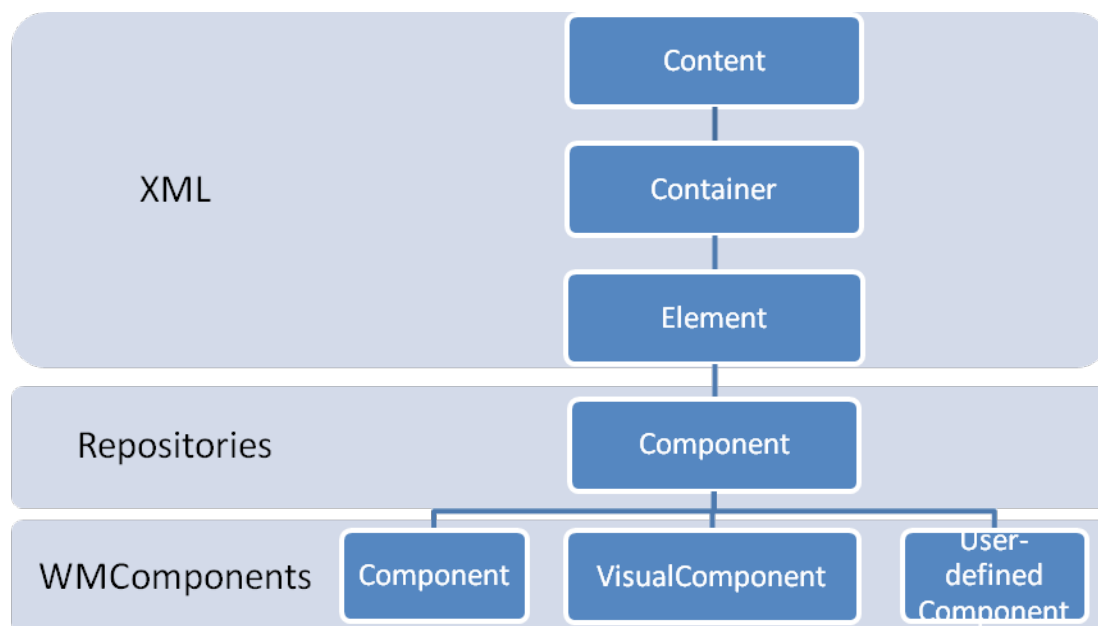 Content
XML
Container
Element
Repositories
Component
WMComponents
Component
VisualComponent
User-
defined
Component